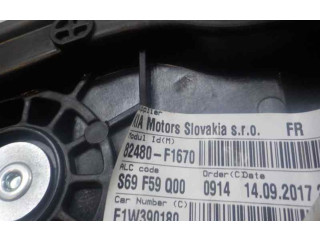 KIA Motors Slovakia s.r.o. FR
Modul Id(M)
82480-F1670
ALC code Order(C) Date
S69 F59 Q00 0914 14.09.2017
Car Number (C)
F1W390180